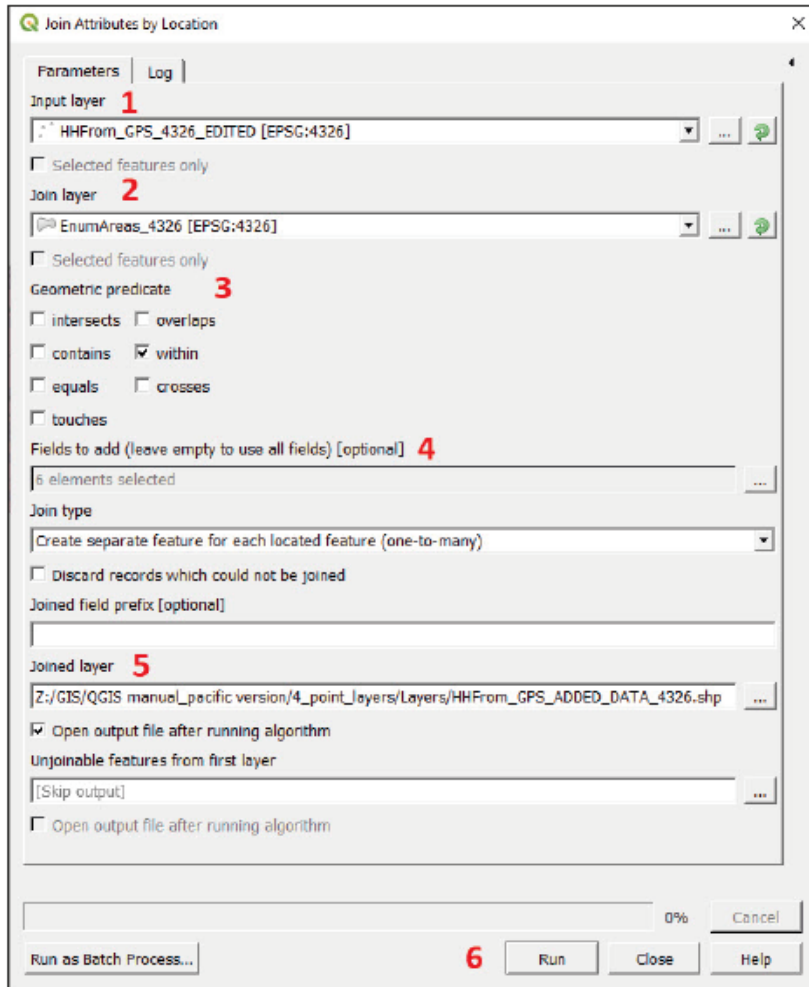 Join Attributes by Location
Parameters Log
Input layer 1
HHFrom_GPS_4326_EDITED [EPSG:4326] ...
Selected features only
Join layer 2
EnumAreas_4326 [EPSG:4326] ...
Selected features only
Geometric predicate 3
intersects overlaps
contains within
equals crosses
touches
Fields to add (leave empty to use all fields) [optional] 4
6 elements selected ...
Join type
Create separate feature for each located feature (one-to-many)
Discard records which could not be joined
Joined field prefix [optional]
Joined layer 5
Z:/GIS/QGIS manual_pacific version/4_point_layers/Layers/HHFrom_GPS_ADDED_DATA_4326.shp ...
Open output file after running algorithm
Unjoinable features from first layer
[Skip output] ...
Open output file after running algorithm
0% Cancel
Run as Batch Process... 6 Run Close Help